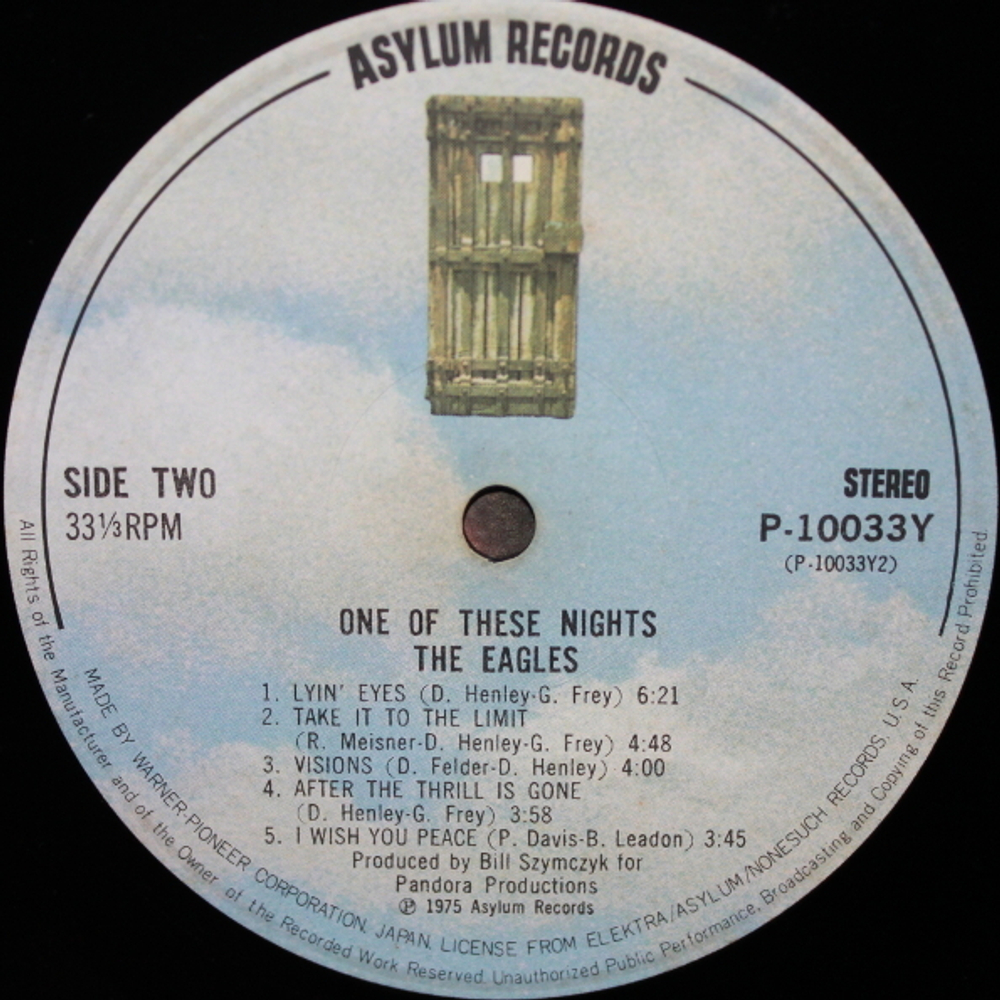 ASYLUM RECORDS
SIDE TWO
33⅓RPM
STEREO
P-10033Y
(P-10033Y2)
ONE OF THESE NIGHTS
THE EAGLES
1. LYIN' EYES (D. Henley-G. Frey) 6:21
2. TAKE IT TO THE LIMIT
(R. Meisner-D. Henley-G. Frey) 4:48
3. VISIONS (D. Felder-D. Henley) 4:00
4. AFTER THE THRILL IS GONE
(D. Henley-G. Frey) 3:58
5. I WISH YOU PEACE (P. Davis-B. Leadon) 3:45
Produced by Bill Szymczyk for
Pandora Productions
℗ 1975 Asylum Records
MADE BY WARNER-PIONEER CORPORATION. JAPAN. LICENSE FROM ELEKTRA/ASYLUM/NONESUCH RECORDS. U.S.A.
All Rights of the Manufacturer and of the Owner of the Recorded Work Reserved. Unauthorized Public Performance, Broadcasting and Copying of this Record Prohibited.